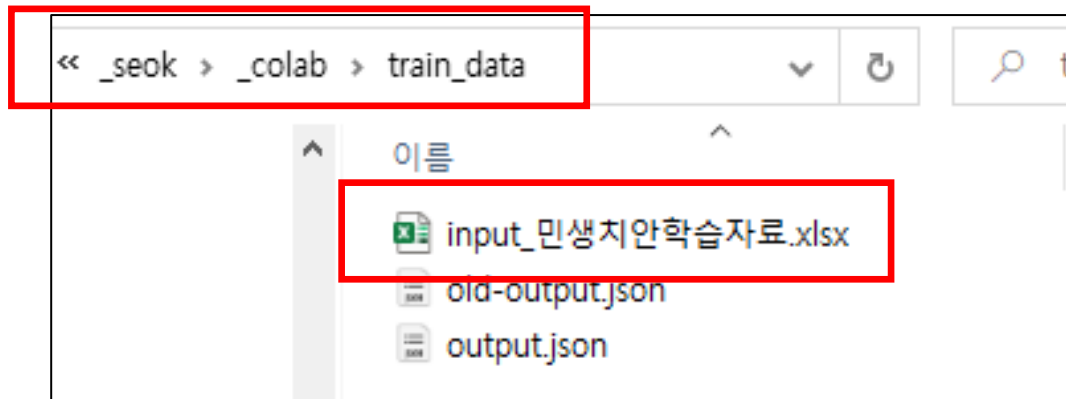 « _seok > _colab > train_data
이름
input_민생치안학습자료.xlsx
old-output.json
output.json